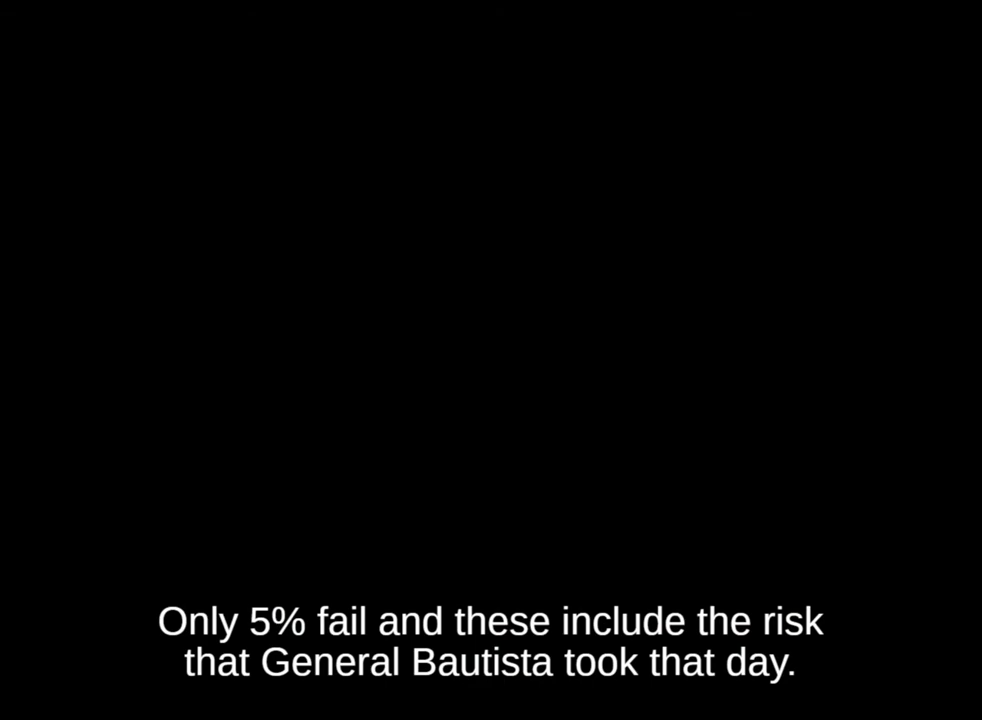 Only 5% fail and these include the risk
that General Bautista took that day.